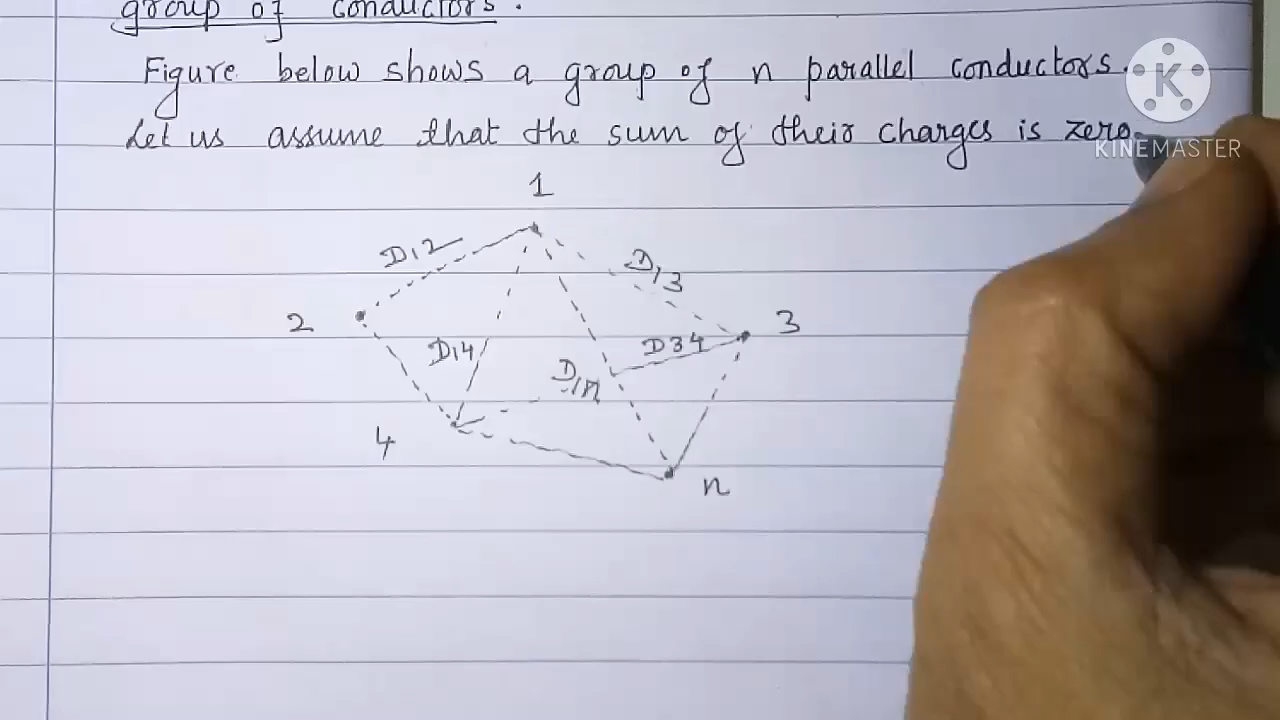 group of conductors.
Figure below shows a group of n parallel conductors.
Let us assume that the sum of their charges is zero.
K
KINEMASTER
1
D12
D13
2
3
D14
D34
D1n
4
n